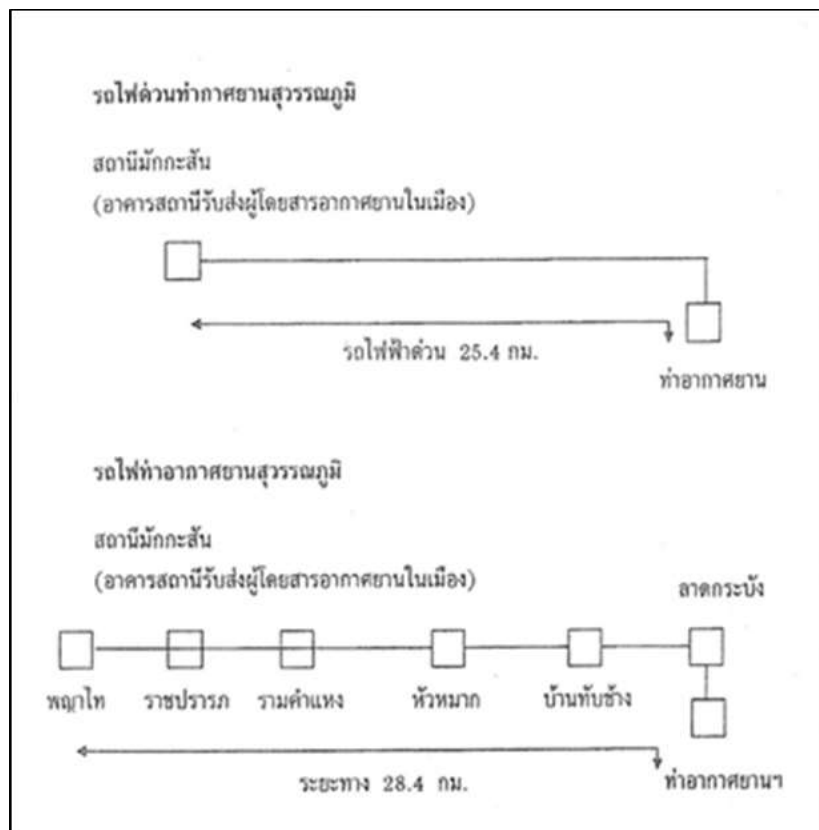 รถไฟด่วนทำกาศยานสุวรรณภูมิ
สถานีมักกะสัน
(อาคารสถานีรับส่งผู้โดยสารอากาศยานในเมือง)
รถไฟฟ้าด่วน 25.4 กม.
ท่าอากาศยาน
รถไฟท่าอากาศยานสุวรรณภูมิ
สถานีมักกะสัน
(อาคารสถานีรับส่งผู้โดยสารอากาศยานในเมือง)
ลาดกระบัง
พญาไท ราชปรารภ รามคำแหง หัวหมาก บ้านทับช้าง
ระยะทาง 28.4 กม.
ท่าอากาศยานฯ